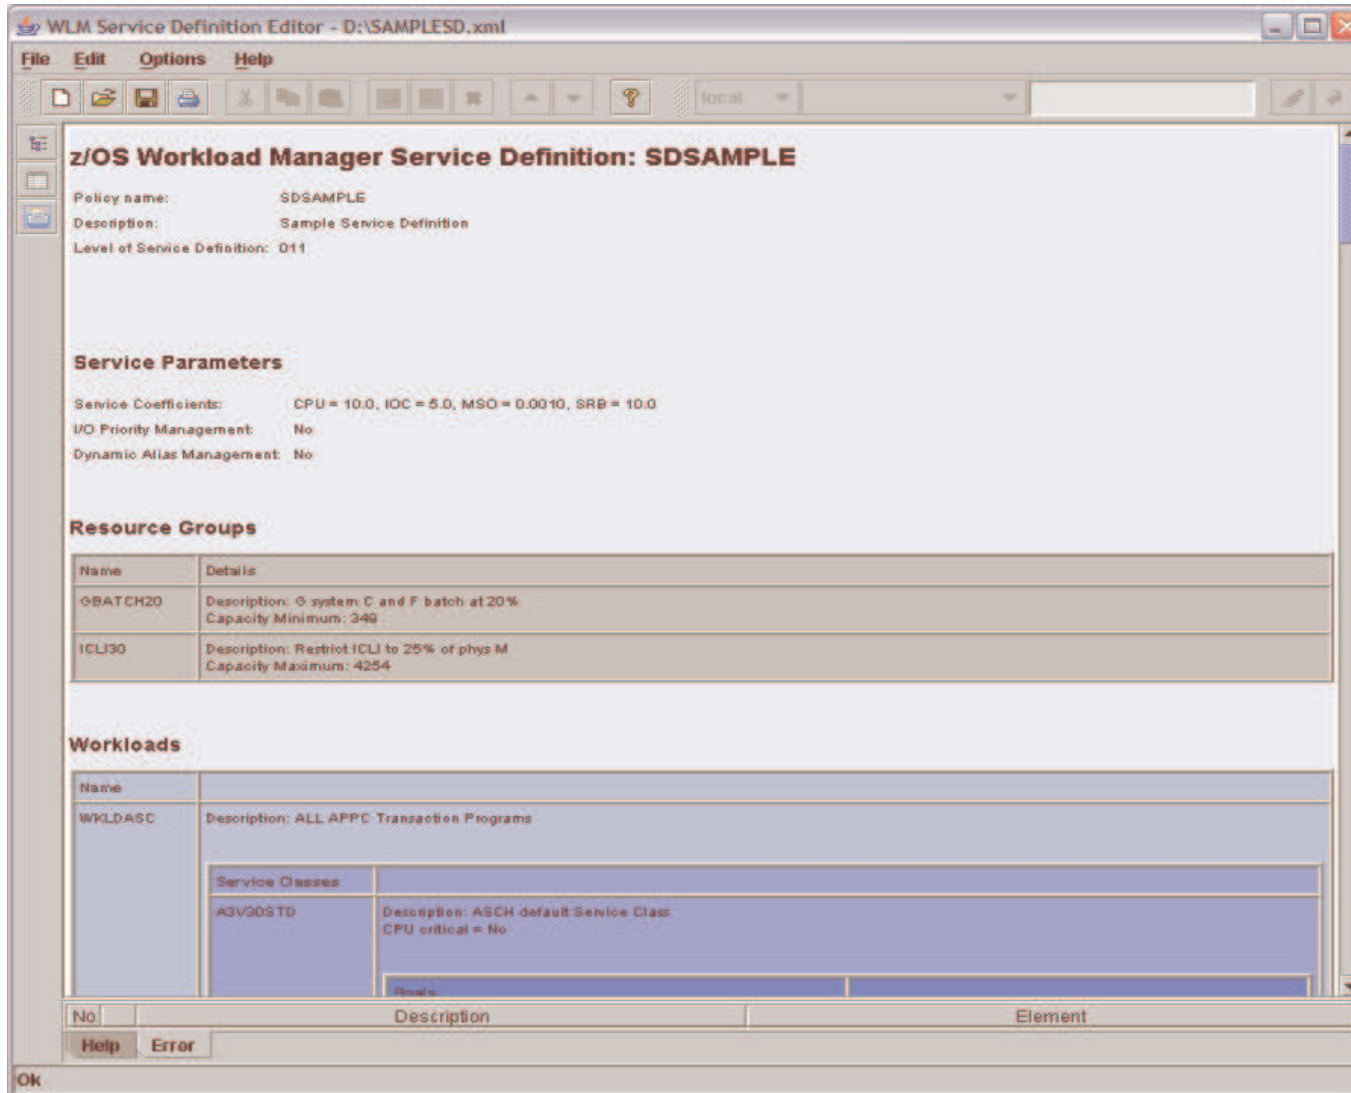 WLM Service Definition Editor - D:\SAMPLESD.xml
File Edit Options Help
local
z/OS Workload Manager Service Definition: SDSAMPLE
Policy name: SDSAMPLE
Description: Sample Service Definition
Level of Service Definition: 011
Service Parameters
Service Coefficients: CPU = 10.0, IOC = 5.0, MSO = 0.0010, SRB = 10.0
I/O Priority Management: No
Dynamic Alias Management: No
Resource Groups
Name Details
GBATCH20 Description: G system C and F batch at 20%
Capacity Minimum: 349
ICLI30 Description: Restrict ICLI to 25% of phys M
Capacity Maximum: 4254
Workloads
Name
WKLDASC Description: ALL APPC Transaction Programs
Service Classes
A3V30STD Description: ASCH default Service Class
CPU critical = No
Goals
No. Description Element
Help Error
Ok